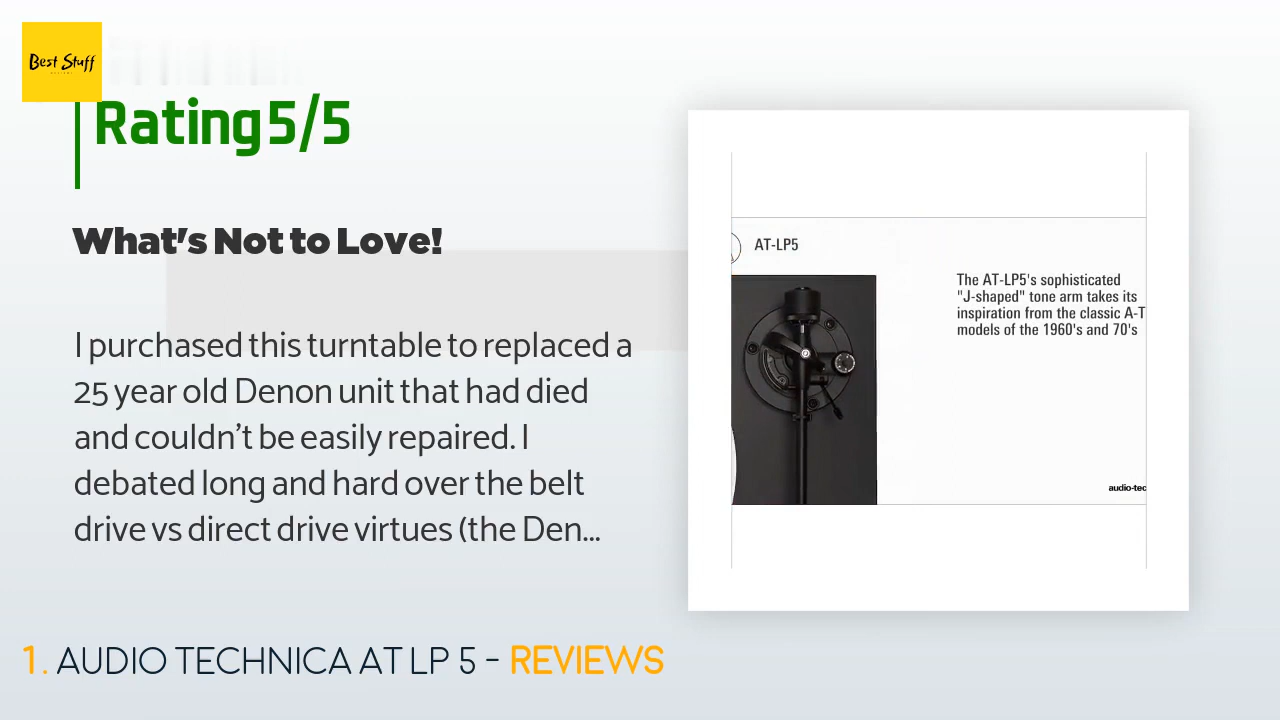 Best Stuff
Rating 5/5
What's Not to Love!
I purchased this turntable to replaced a
25 year old Denon unit that had died
and couldn't be easily repaired. I
debated long and hard over the belt
drive vs direct drive virtues (the Den...
AT-LP5
The AT-LP5's sophisticated
"J-shaped" tone arm takes its
inspiration from the classic A-T
models of the 1960's and 70's
audio-tec
1. AUDIO TECHNICA AT LP 5 - REVIEWS